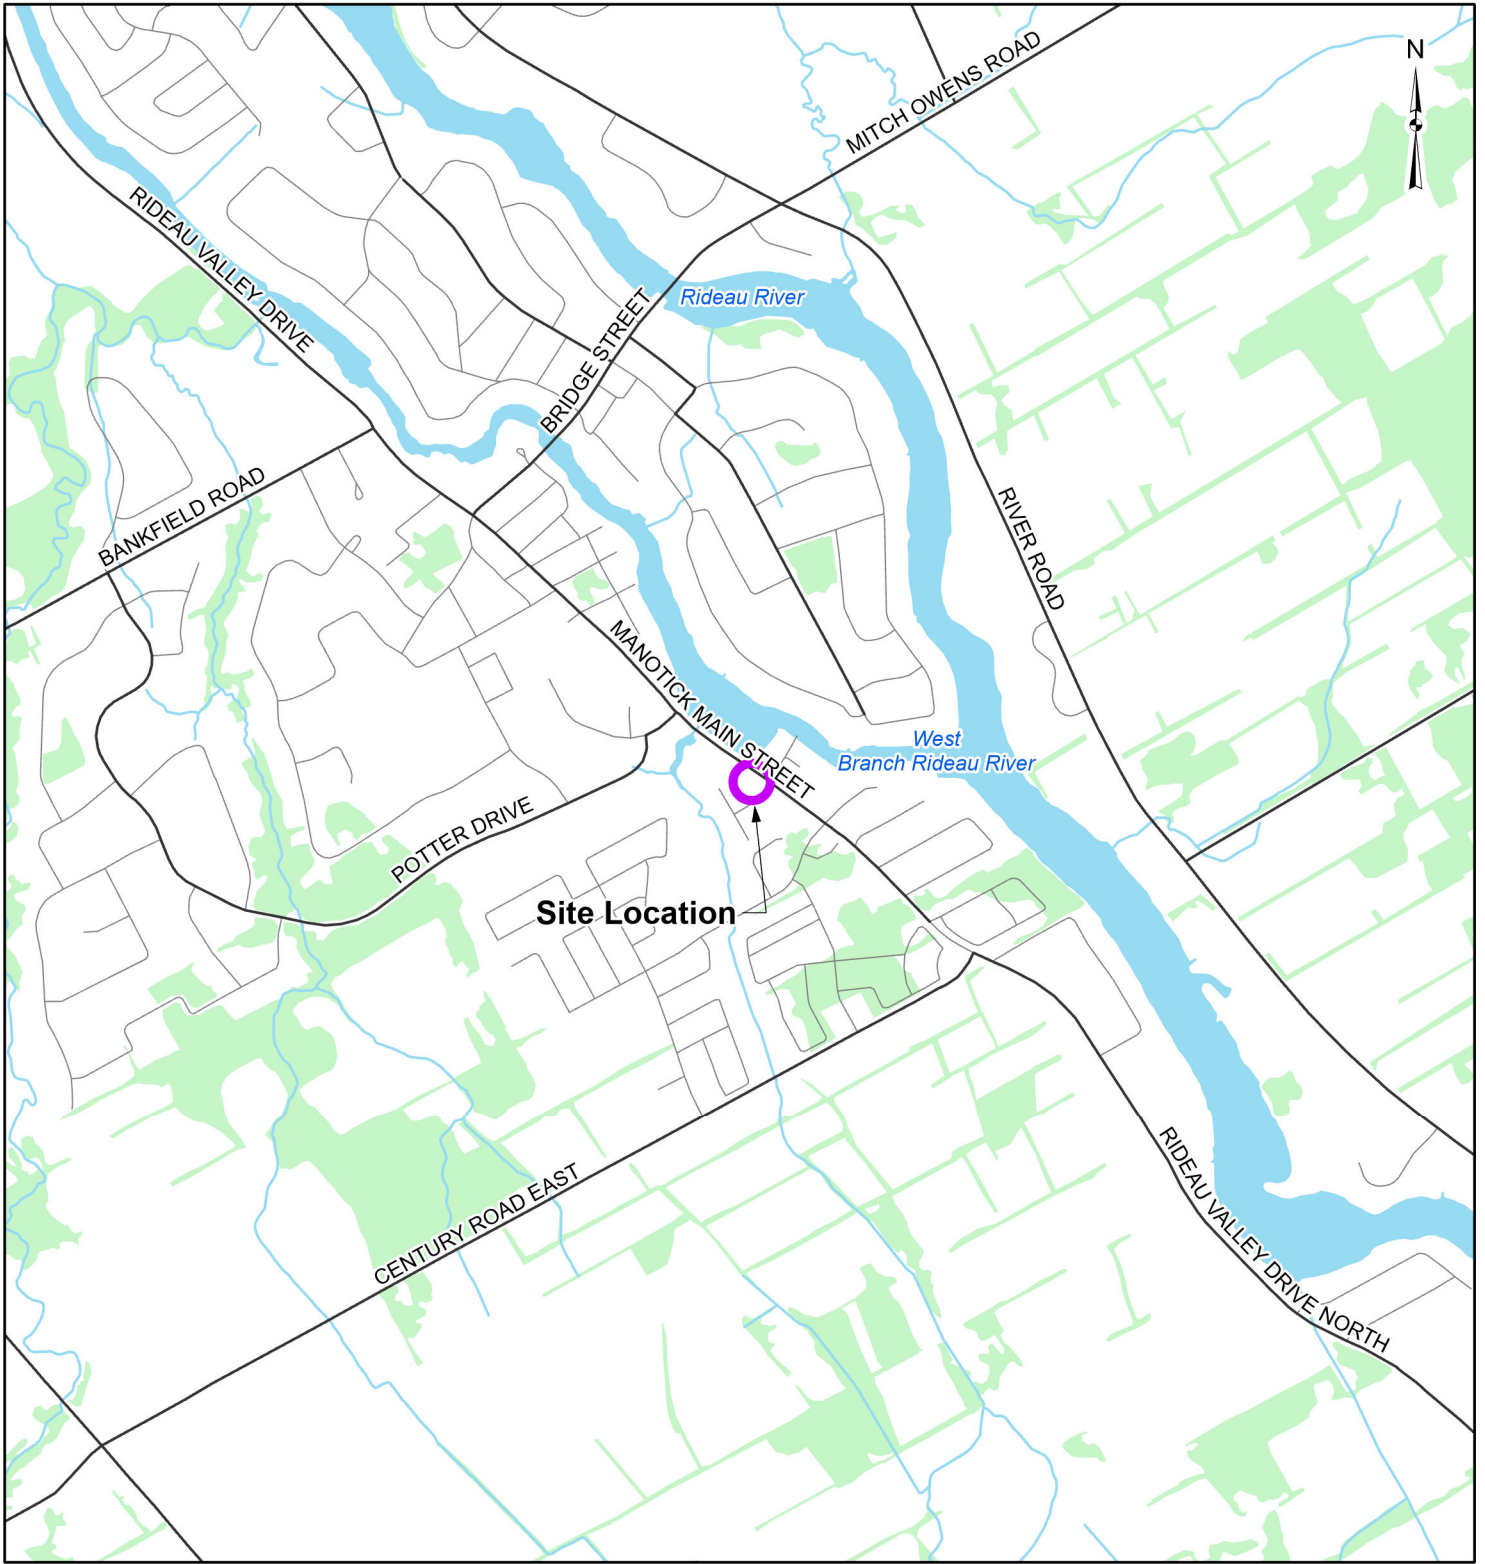 N
MITCH OWENS ROAD
RIDEAU VALLEY DRIVE
Rideau River
BRIDGE STREET
BANKFIELD ROAD
RIVER ROAD
MANOTICK MAIN STREET
West
Branch Rideau River
POTTER DRIVE
Site Location
CENTURY ROAD EAST
RIDEAU VALLEY DRIVE NORTH